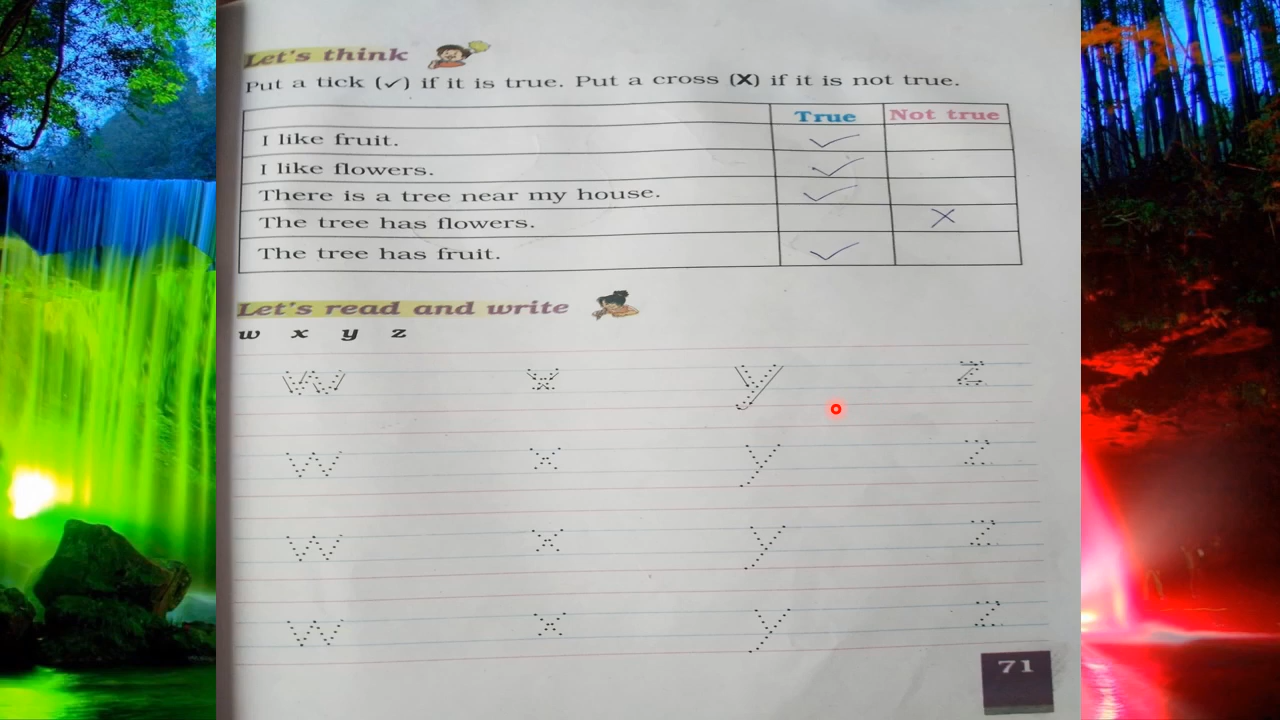 Let's think
Put a tick (✓) if it is true. Put a cross (X) if it is not true.
True Not true
I like fruit. ✓
I like flowers. ✓
There is a tree near my house. ✓
The tree has flowers. X
The tree has fruit. ✓
Let's read and write
w x y z
w x y z
w x y z
w x y z
w x y z
71